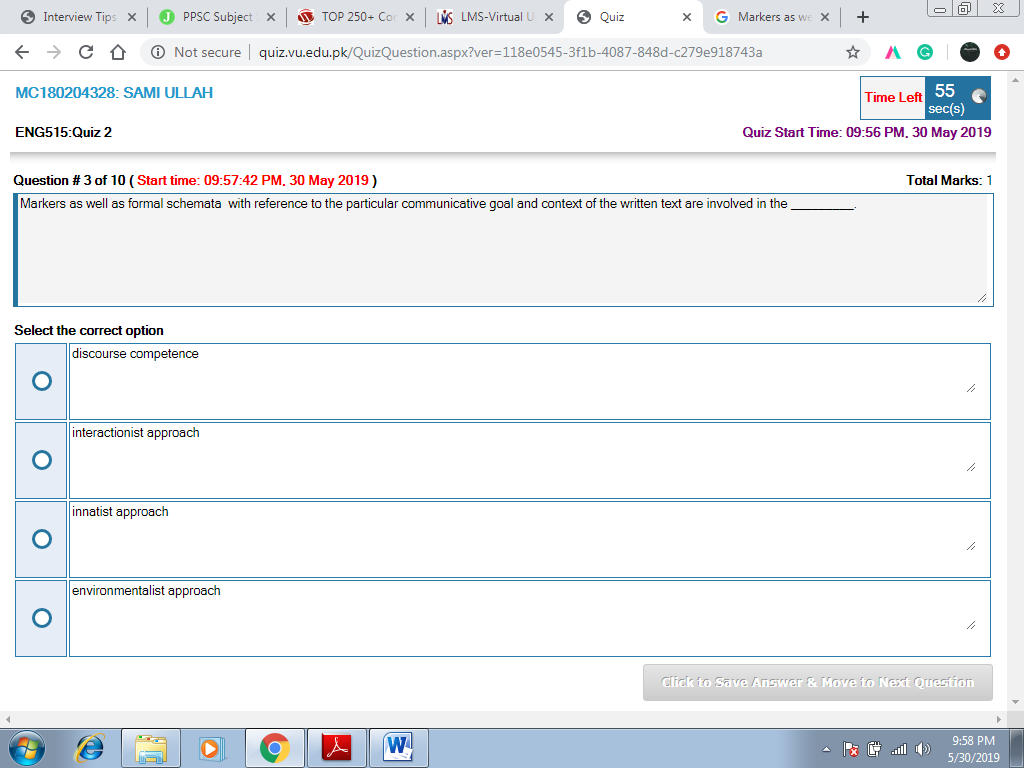 Interview Tips
PPSC Subject
TOP 250+ Co
LMS-Virtual U
Quiz
Markers as we
Not secure
quiz.vu.edu.pk/QuizQuestion.aspx?ver=118e0545-3f1b-4087-848d-c279e918743a
MC180204328: SAMI ULLAH
Time Left 55 sec(s)
ENG515:Quiz 2
Quiz Start Time: 09:56 PM, 30 May 2019
Question # 3 of 10 ( Start time: 09:57:42 PM, 30 May 2019 )
Total Marks: 1
Markers as well as formal schemata  with reference to the particular communicative goal and context of the written text are involved in the _________.
Select the correct option
discourse competence
interactionist approach
innatist approach
environmentalist approach
Click to Save Answer & Move to Next Question
9:58 PM
5/30/2019